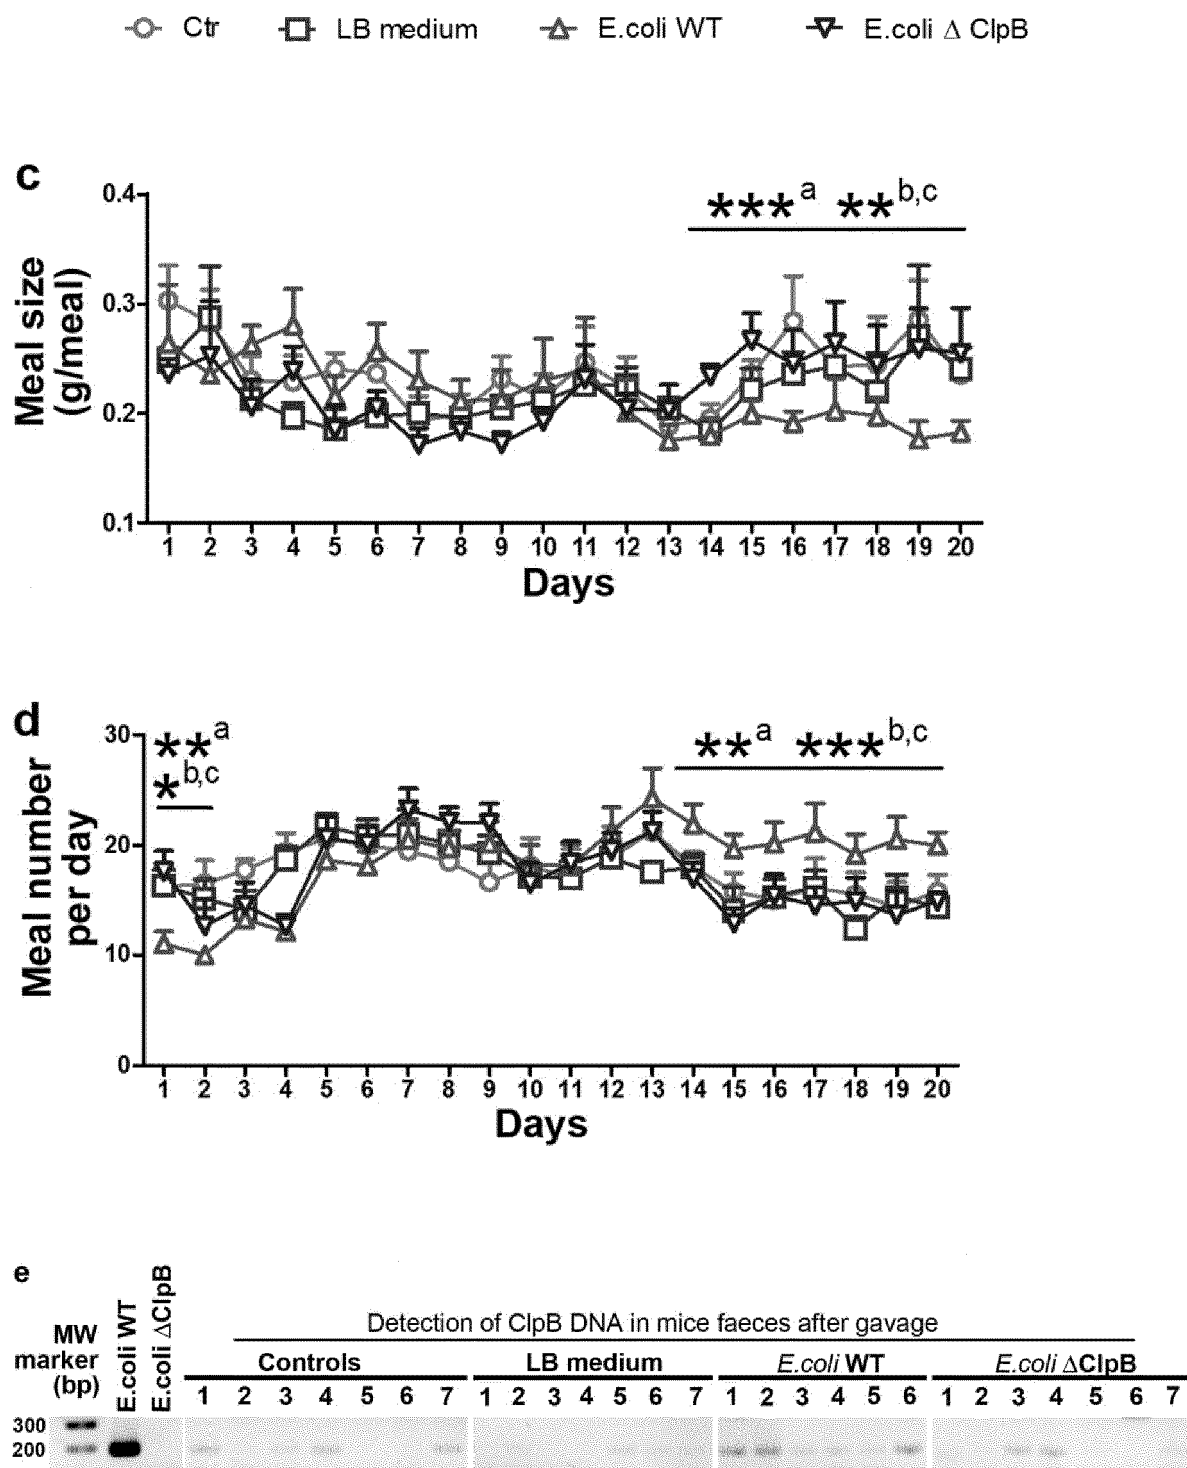 Ctr LB medium E.coli WT E.coli Δ ClpB
c
0.4
0.3
0.2
0.1
Meal size
(g/meal)
***a **b,c
1 2 3 4 5 6 7 8 9 10 11 12 13 14 15 16 17 18 19 20
Days
d
30
20
10
0
Meal number
per day
**a
*b,c
**a ***b,c
1 2 3 4 5 6 7 8 9 10 11 12 13 14 15 16 17 18 19 20
Days
e
MW
marker
(bp)
E.coli WT
E.coli ΔClpB
Detection of ClpB DNA in mice faeces after gavage
Controls LB medium E.coli WT E.coli ΔClpB
1 2 3 4 5 6 7 1 2 3 4 5 6 7 1 2 3 4 5 6 1 2 3 4 5 6 7
300
200